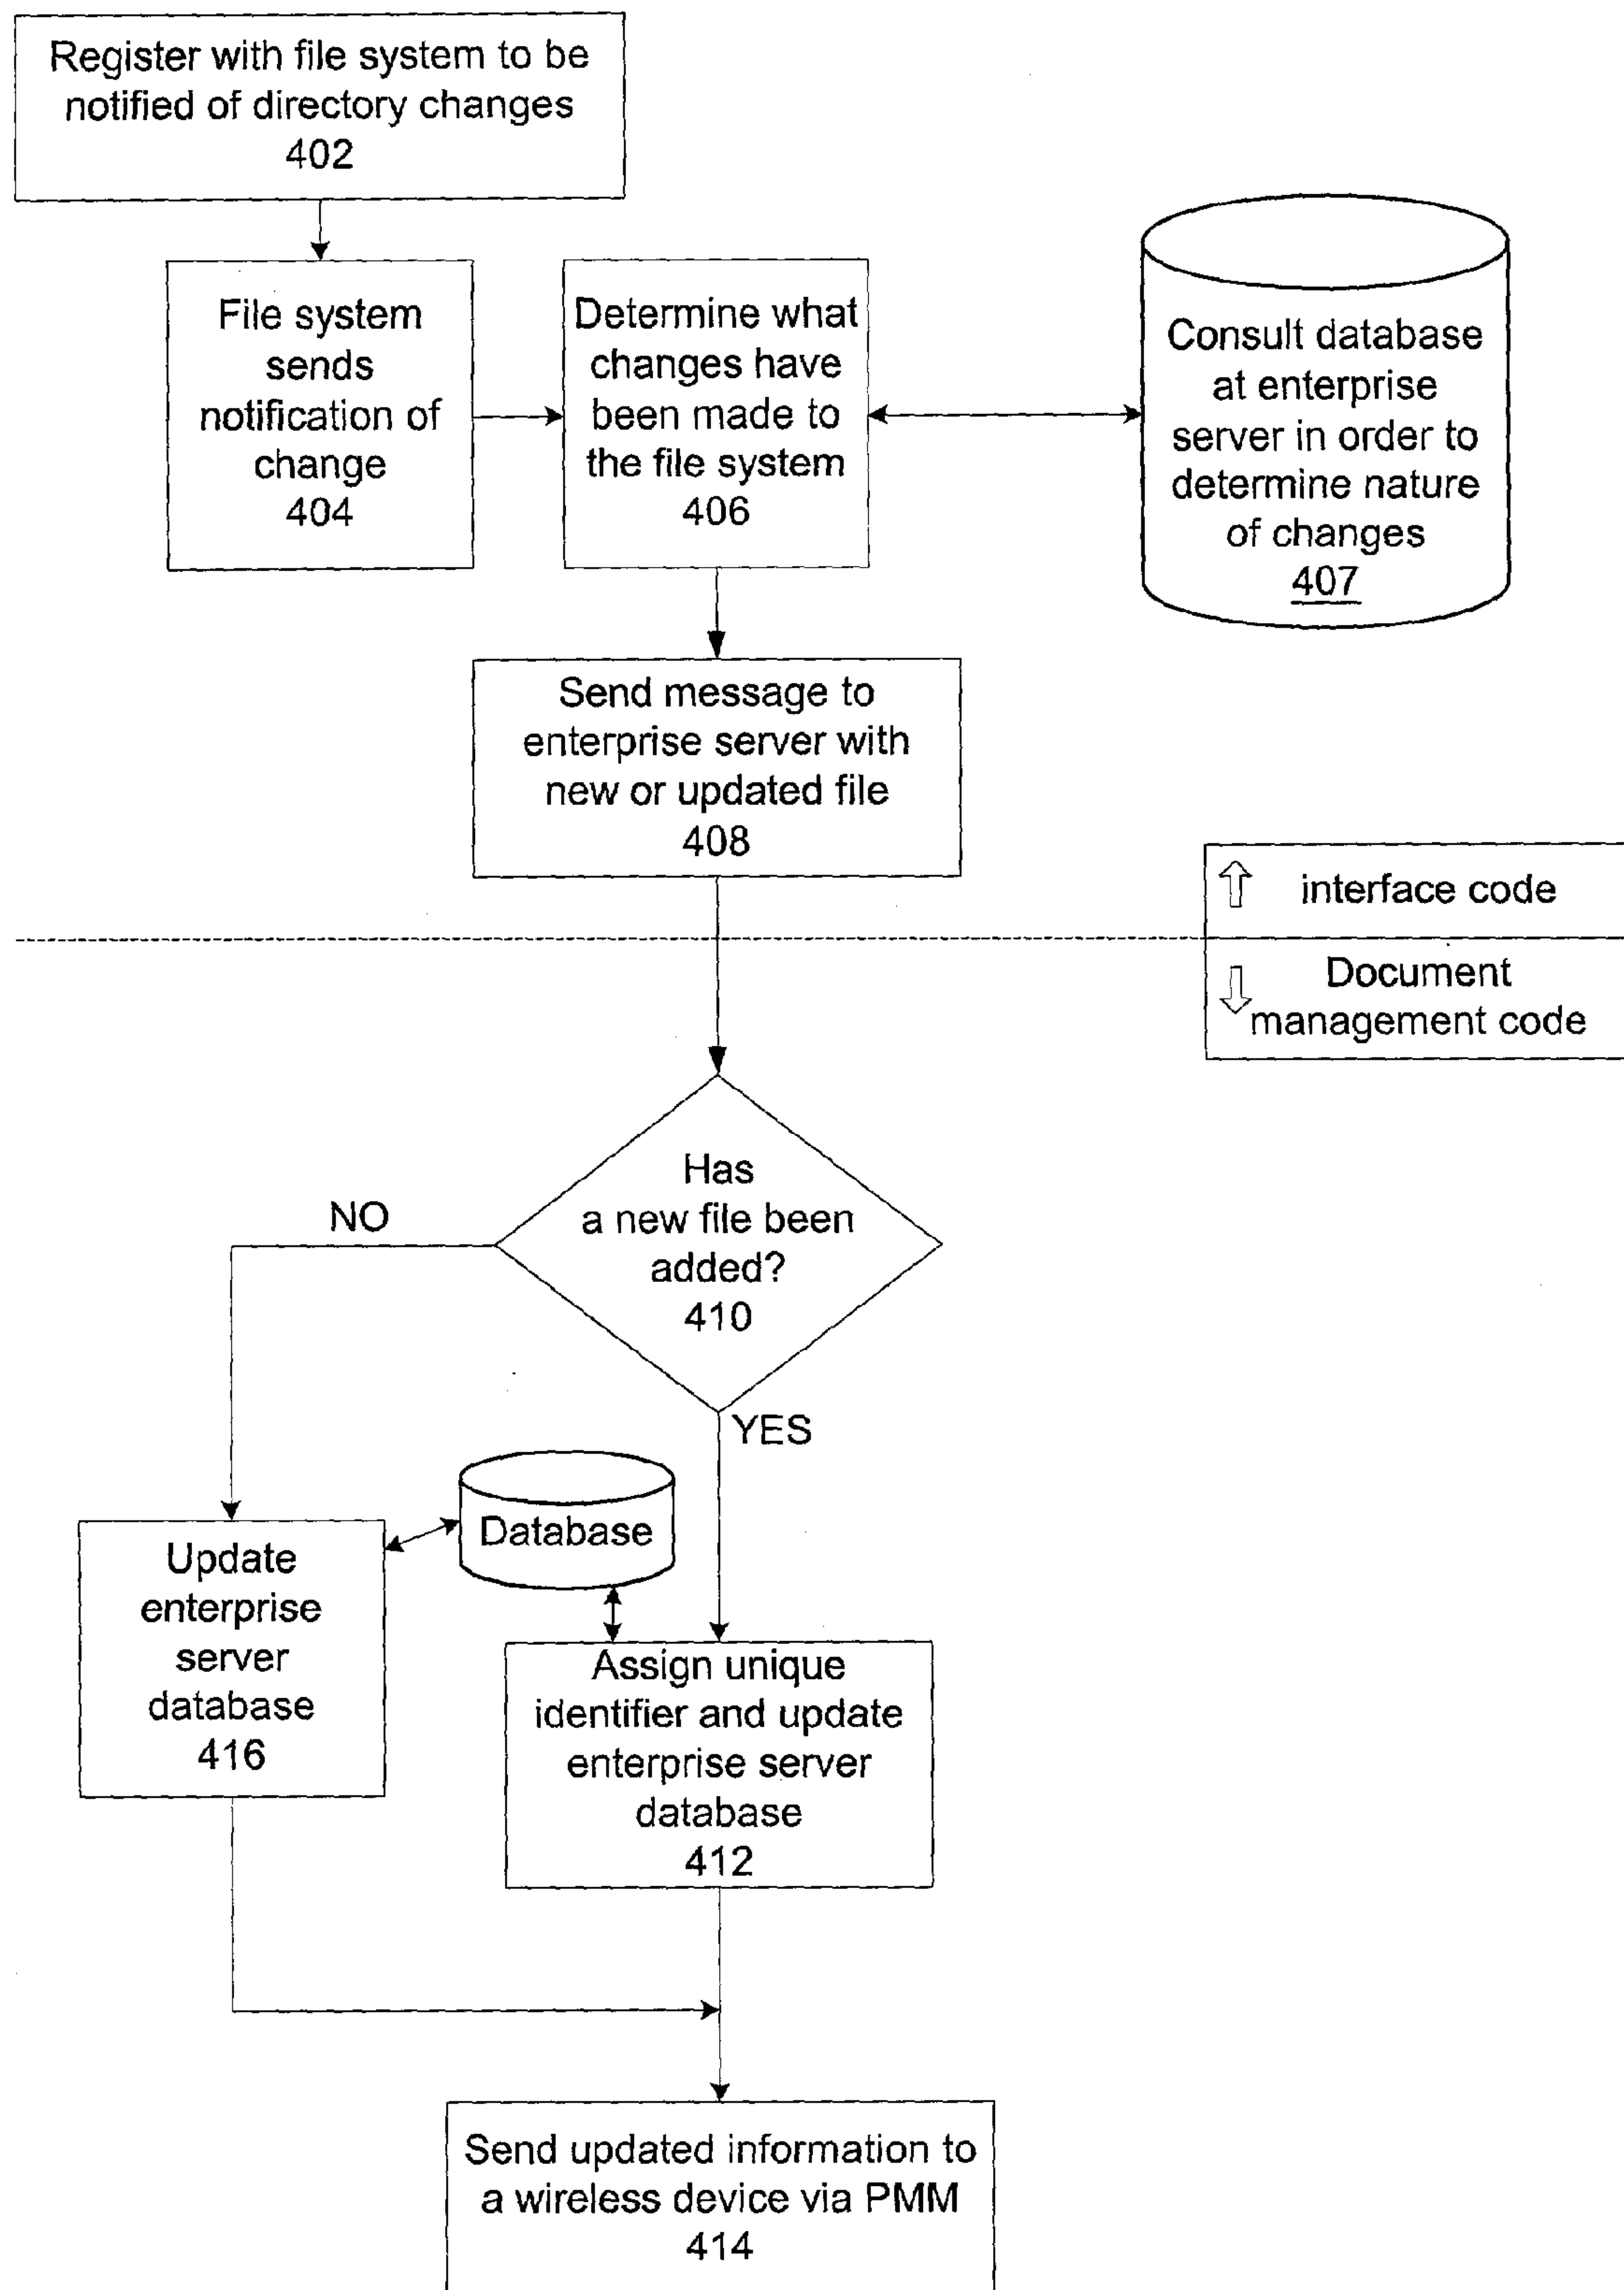 Register with file system to be
notified of directory changes
402
File system
sends
notification of
change
404
Determine what
changes have
been made to
the file system
406
Consult database
at enterprise
server in order to
determine nature
of changes
407
Send message to
enterprise server with
new or updated file
408
interface code
Document
management code
Has
a new file been
added?
410
NO
YES
Database
Update
enterprise
server
database
416
Assign unique
identifier and update
enterprise server
database
412
Send updated information to
a wireless device via PMM
414